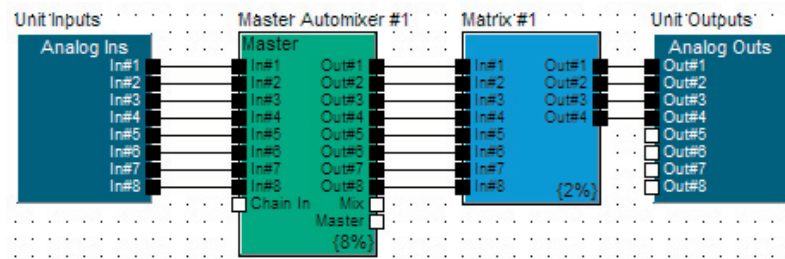 Unit Inputs Master Automixer #1 Matrix #1 Unit Outputs
Analog Ins Master Analog Outs
In#1 In#1 Out#1 In#1 Out#1 Out#1
In#2 In#2 Out#2 In#2 Out#2 Out#2
In#3 In#3 Out#3 In#3 Out#3 Out#3
In#4 In#4 Out#4 In#4 Out#4 Out#4
In#5 In#5 Out#5 In#5 Out#5
In#6 In#6 Out#6 In#6 Out#6
In#7 In#7 Out#7 In#7 Out#7
In#8 In#8 Out#8 In#8 {2%} Out#8
Chain In Mix
Master
{8%}